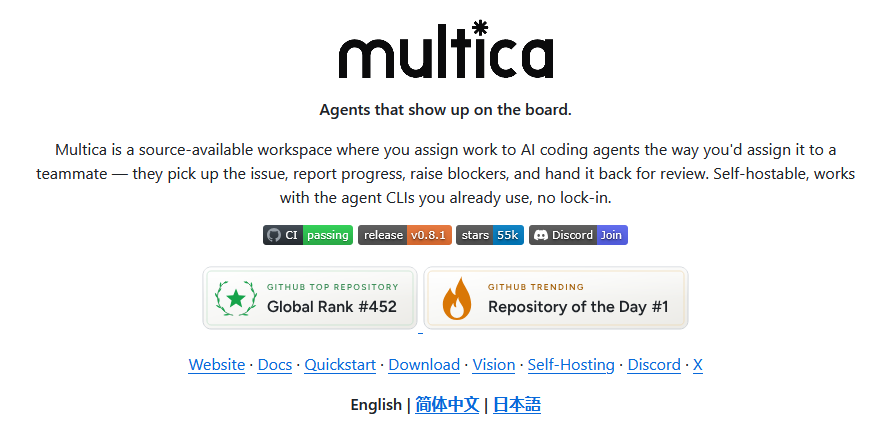 multica
Agents that show up on the board.
Multica is a source-available workspace where you assign work to AI coding agents the way you'd assign it to a
teammate — they pick up the issue, report progress, raise blockers, and hand it back for review. Self-hostable, works
with the agent CLIs you already use, no lock-in.
CI passing release v0.8.1 stars 55k Discord Join
GITHUB TOP REPOSITORY GITHUB TRENDING
Global Rank #452 Repository of the Day #1
Website · Docs · Quickstart · Download · Vision · Self-Hosting · Discord · X
English | 简体中文 | 日本語